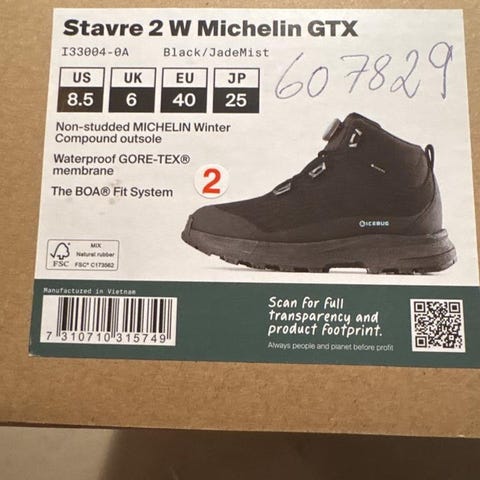 Stavre 2 W Michelin GTX
I33004-0A Black/JadeMist
US UK EU JP
8.5 6 40 25
607829
Non-studded MICHELIN Winter
Compound outsole
Waterproof GORE-TEX®
membrane
The BOA® Fit System
2
ICEBUG
FSC
MIX
Natural rubber
FSC® C173562
Manufactured in Vietnam
7 310710 315749
Scan for full
transparency and
product footprint.
Always people and planet before profit